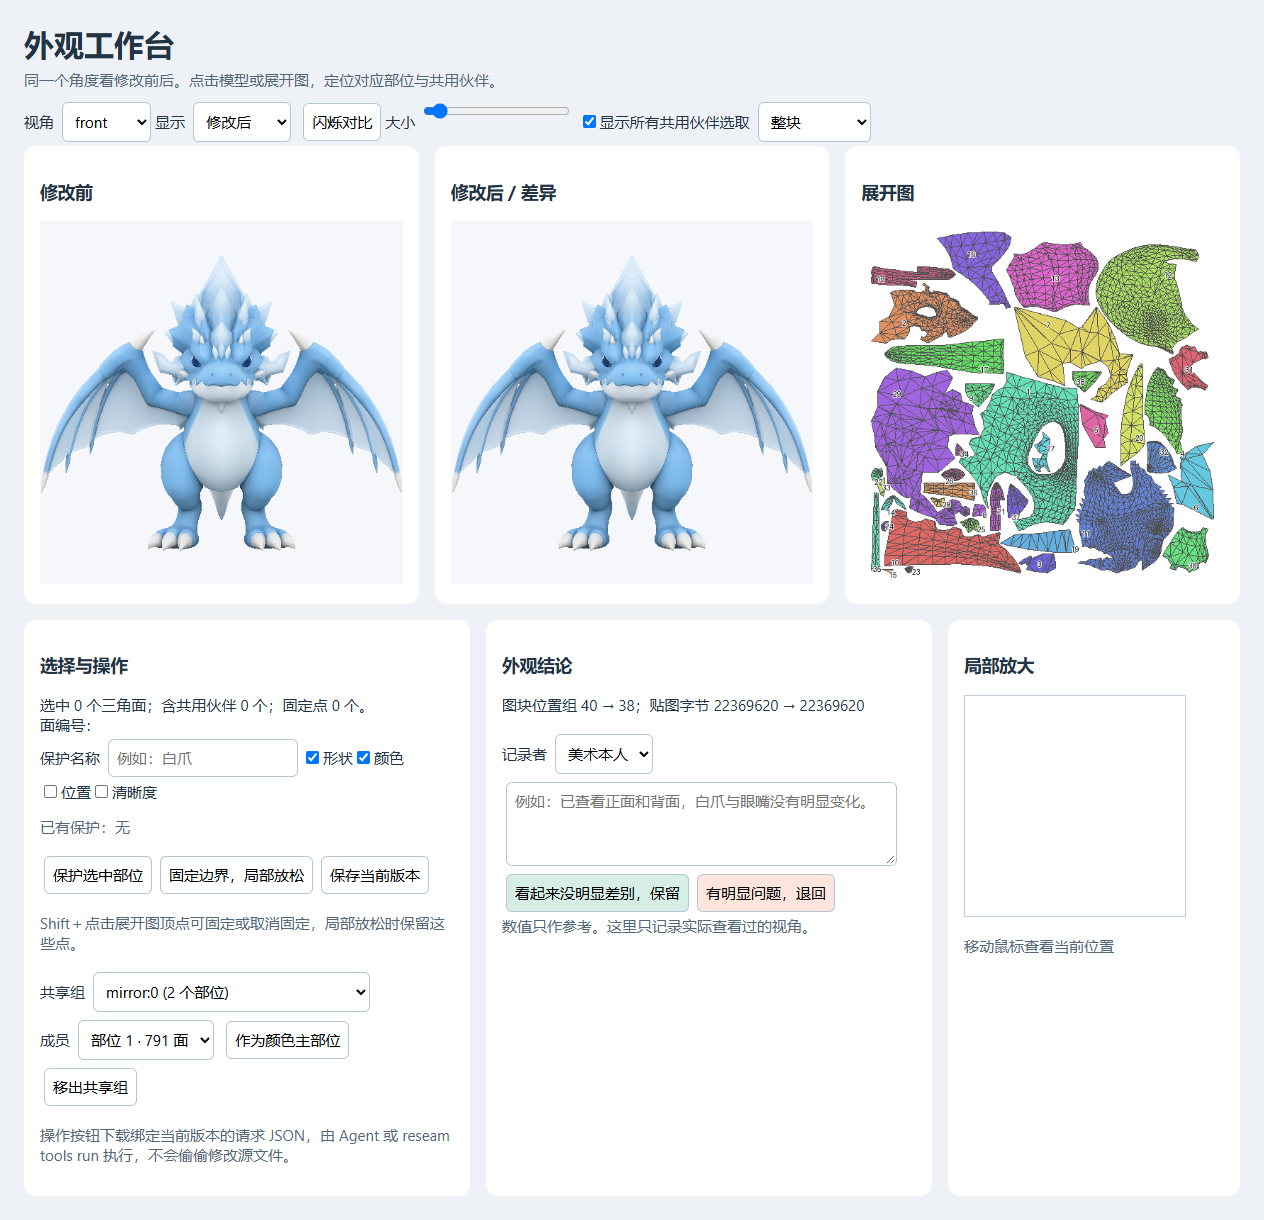 外观工作台
同一个角度看修改前后。点击模型或展开图，定位对应部位与共用伙伴。
视角 front 显示 修改后 闪烁对比 大小 显示所有共用伙伴选取 整块
修改前
修改后 / 差异
展开图
选择与操作
选中 0 个三角面；含共用伙伴 0 个；固定点 0 个。
面编号：
保护名称 例如：白爪 形状 颜色
位置 清晰度
已有保护：无
保护选中部位 固定边界，局部放松 保存当前版本
Shift + 点击展开图顶点可固定或取消固定，局部放松时保留这
些点。
共享组 mirror:0 (2 个部位)
成员 部位 1 · 791 面 作为颜色主部位
移出共享组
操作按钮下载绑定当前版本的请求 JSON，由 Agent 或 reseam
tools run 执行，不会偷偷修改源文件。
外观结论
图块位置组 40 → 38；贴图字节 22369620 → 22369620
记录者 美术本人
例如：已查看正面和背面，白爪与眼嘴没有明显变化。
看起来没明显差别，保留 有明显问题，退回
数值只作参考。这里只记录实际查看过的视角。
局部放大
移动鼠标查看当前位置